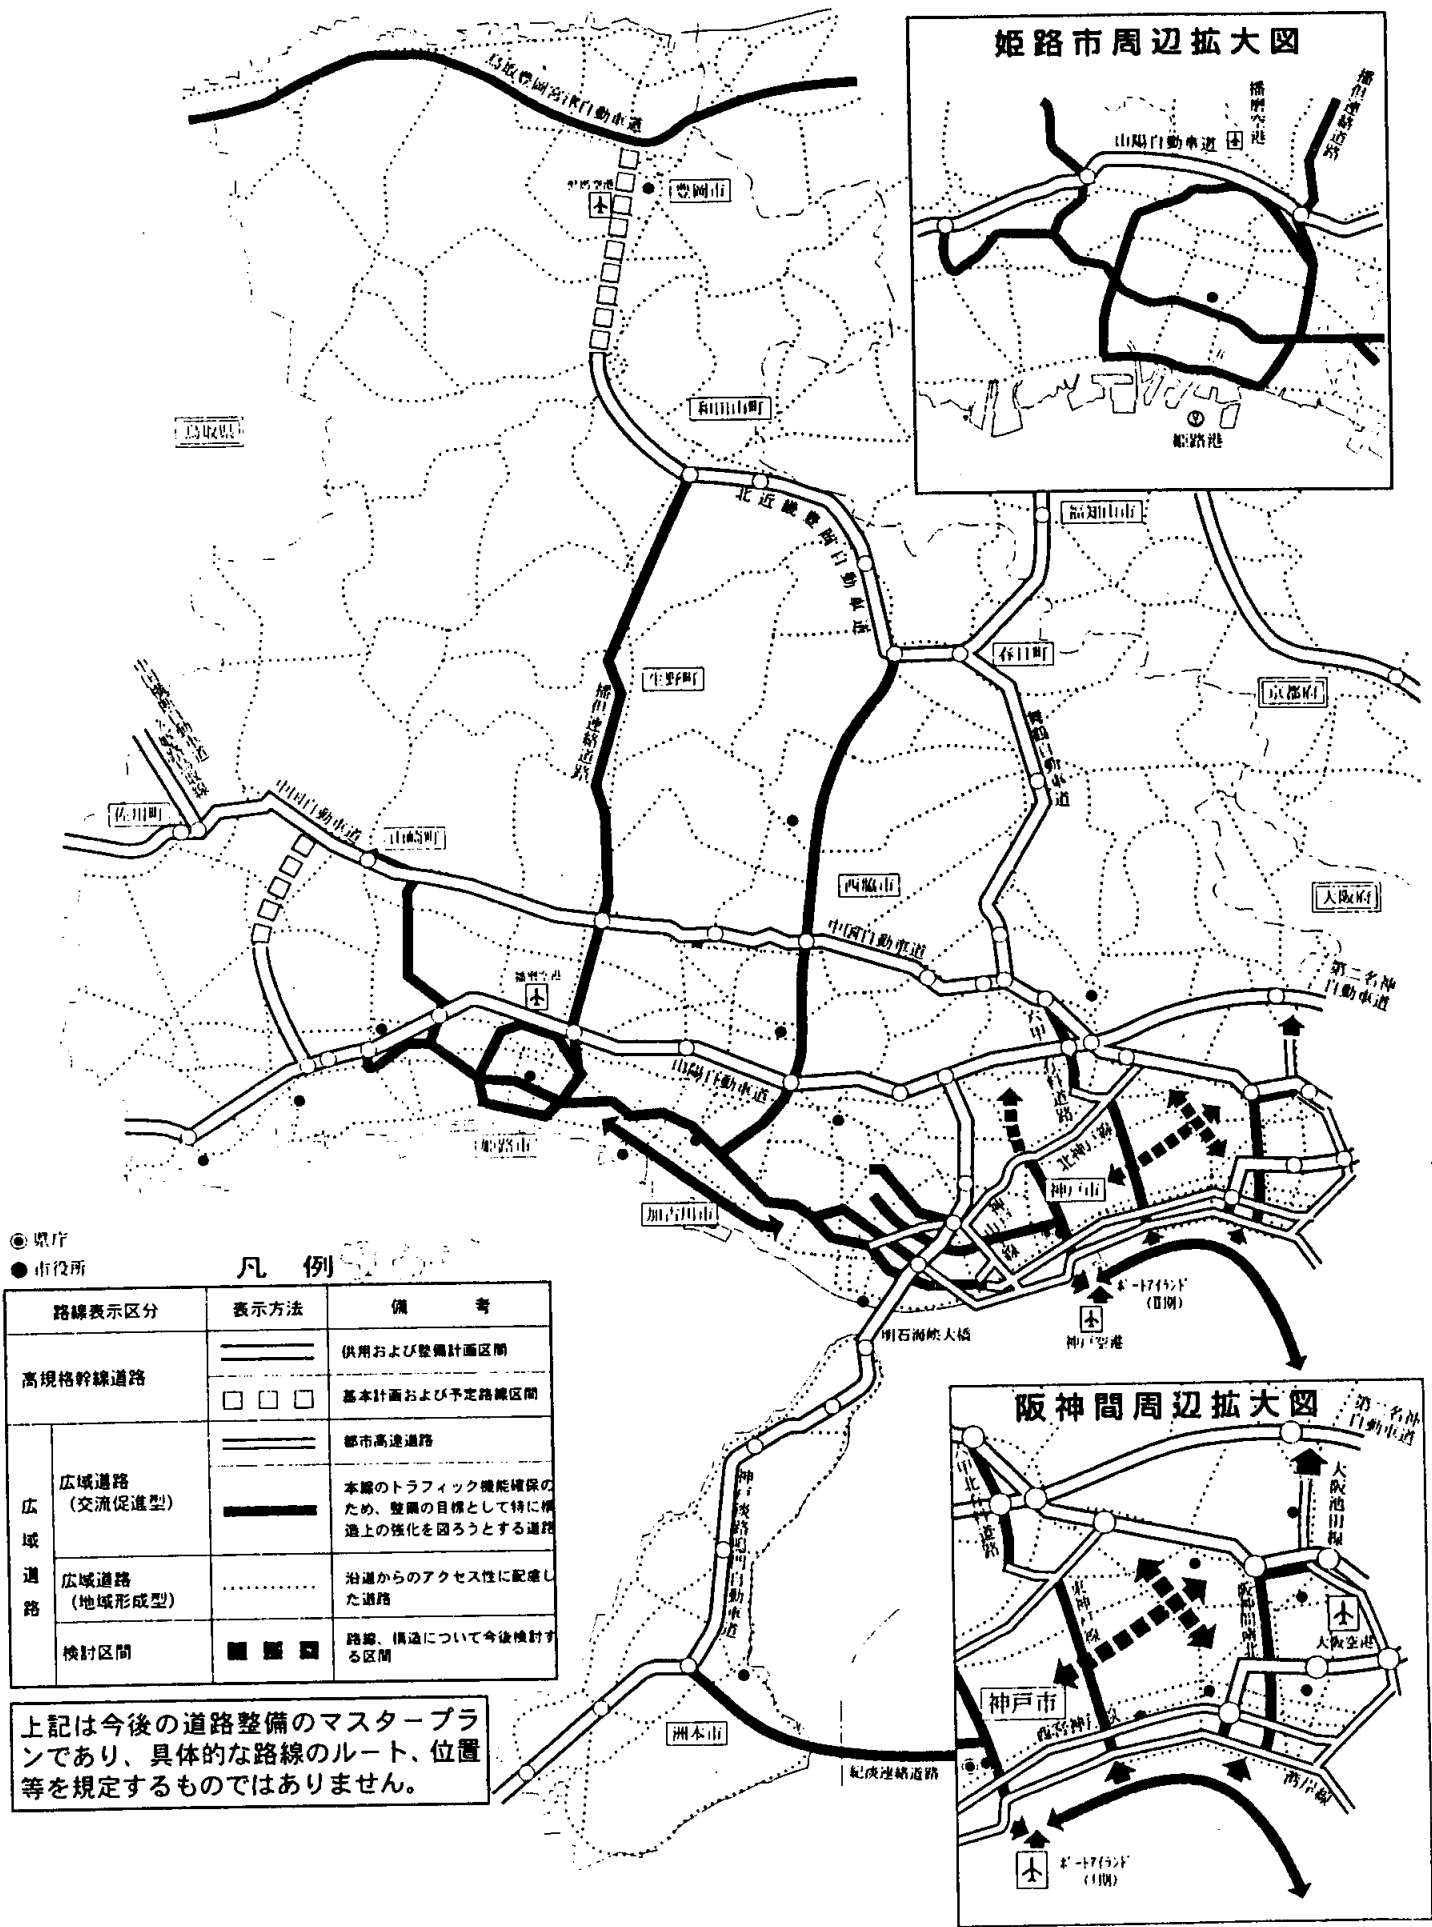 姫路市周辺拡大図
播但連絡道路
播磨空港
山陽自動車道
姫路港
鳥取豊岡宮津自動車道
豊岡市
和田山町
鳥取県
北近畿豊岡自動車道
福知山市
春日町
生野町
播但連絡道路
京都府
舞鶴自動車道
佐用町
中国自動車道
山崎町
西脇市
大阪府
中国自動車道
第二名神
自動車道
播磨空港
山陽自動車道
北神戸線
神戸市
姫路市
加古川市
ポートアイランド
(II期)
神戸空港
明石海峡大橋
県庁
市役所
凡例
路線表示区分
表示方法
備考
高規格幹線道路
供用および整備計画区間
基本計画および予定路線区間
広域道路
広域道路
(交流促進型)
都市高速道路
本線のトラフィック機能確保の
ため、整備の目標として特に構
造上の強化を図ろうとする道路
広域道路
(地域形成型)
沿道からのアクセス性に配慮し
た道路
検討区間
路線、構造について今後検討す
る区間
上記は今後の道路整備のマスタープラ
ンであり、具体的な路線のルート、位置
等を規定するものではありません。
神戸淡路鳴門自動車道
洲本市
紀淡連絡道路
阪神間周辺拡大図
第二名神
自動車道
大阪池田線
東神戸線
大阪空港
神戸市
湾岸線
ポートアイランド